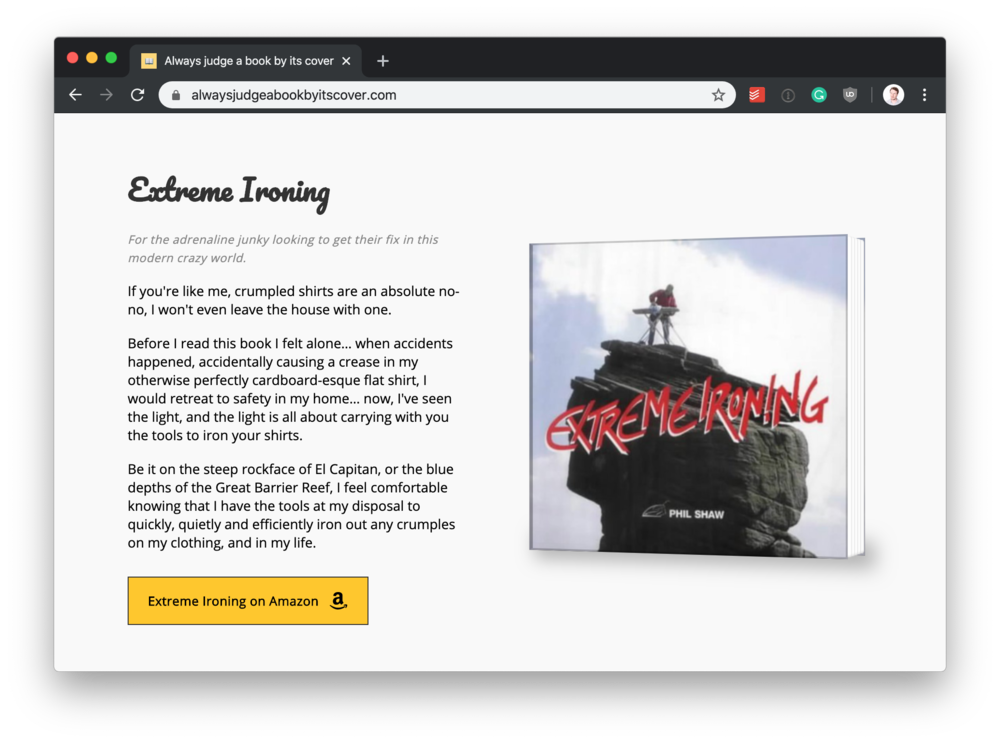 Always judge a book by its cover
alwaysjudgeabookbyitscover.com
Extreme Ironing
For the adrenaline junky looking to get their fix in this
modern crazy world.
If you're like me, crumpled shirts are an absolute no-
no, I won't even leave the house with one.
Before I read this book I felt alone... when accidents
happened, accidentally causing a crease in my
otherwise perfectly cardboard-esque flat shirt, I
would retreat to safety in my home... now, I've seen
the light, and the light is all about carrying with you
the tools to iron your shirts.
Be it on the steep rockface of El Capitan, or the blue
depths of the Great Barrier Reef, I feel comfortable
knowing that I have the tools at my disposal to
quickly, quietly and efficiently iron out any crumples
on my clothing, and in my life.
Extreme Ironing on Amazon
EXTREME IRONING
PHIL SHAW